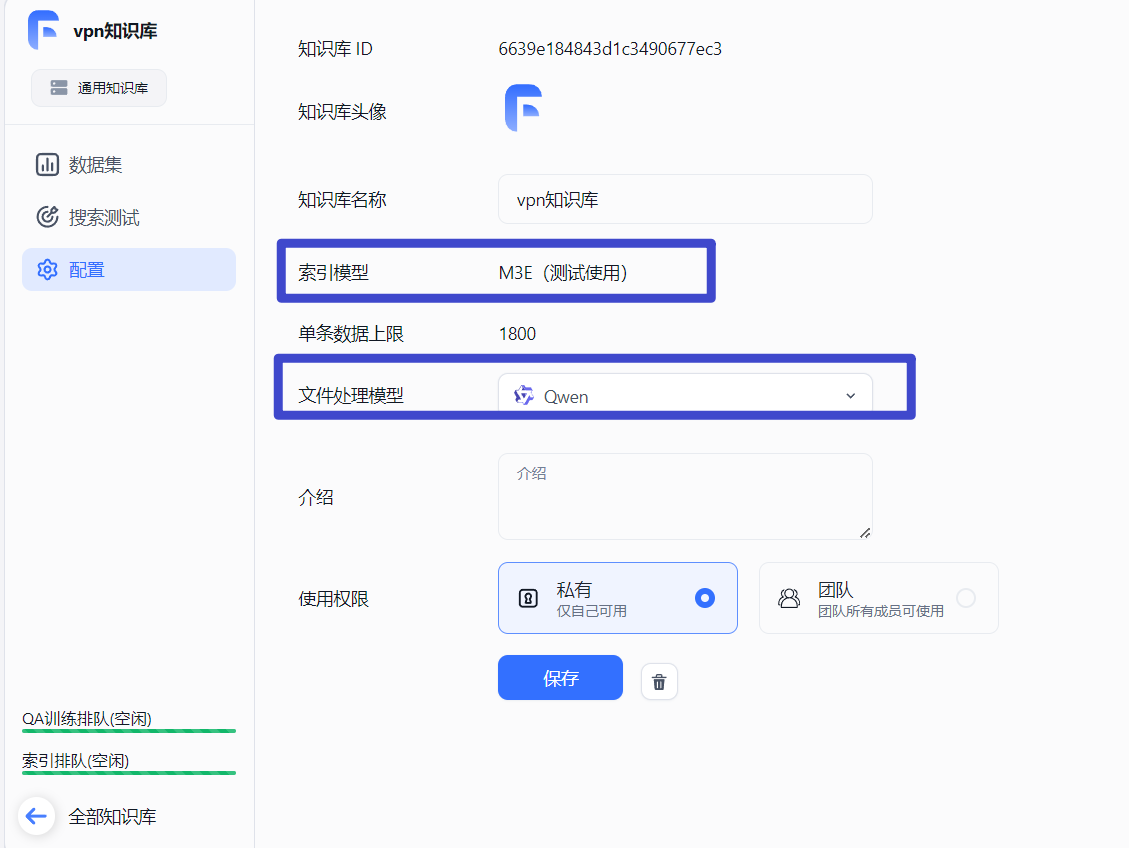 vpn知识库
通用知识库
数据集
搜索测试
配置
QA训练排队(空闲)
索引排队(空闲)
全部知识库
知识库 ID 6639e184843d1c3490677ec3
知识库头像
知识库名称 vpn知识库
索引模型 M3E（测试使用）
单条数据上限 1800
文件处理模型 Qwen
介绍 介绍
使用权限
私有
仅自己可用
团队
团队所有成员可使用
保存